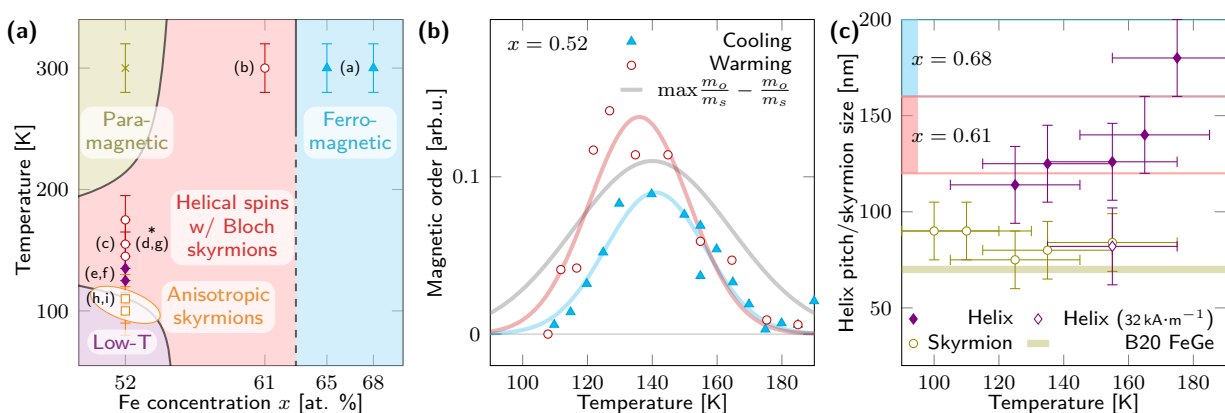 (a)
Temperature [K]
300
200
100
(b)
(a)
Para-
magnetic
Ferro-
magnetic
Helical spins
w/ Bloch
skyrmions
(c)
*
(d,g)
(e,f)
(h,i)
Anisotropic
skyrmions
Low-T
52
61
65
68
Fe concentration x [at. %]
(b)
x = 0.52
Cooling
Warming
max m_o/m_s − m_o/m_s
Magnetic order [arb.u.]
0.1
0
100
120
140
160
180
Temperature [K]
(c)
Helix pitch/skyrmion size [nm]
200
150
100
50
x = 0.68
x = 0.61
Helix
Helix (32 kA·m⁻¹)
Skyrmion
B20 FeGe
100
120
140
160
180
Temperature [K]